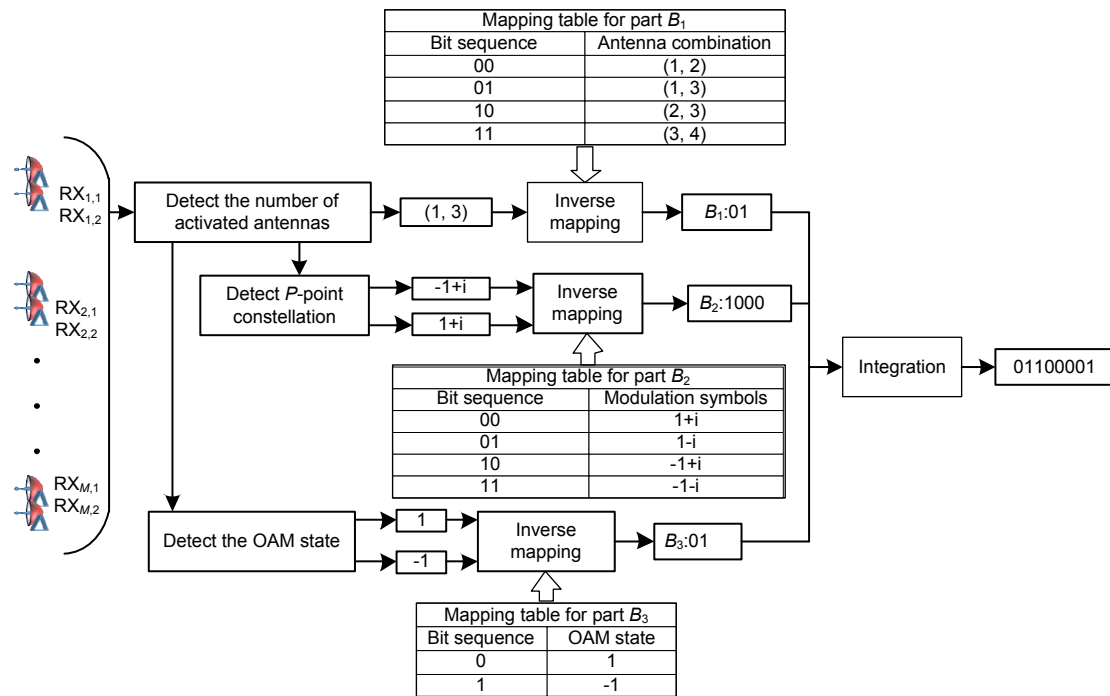 Mapping table for part B₁
Bit sequence Antenna combination
00 (1, 2)
01 (1, 3)
10 (2, 3)
11 (3, 4)
RX₁,₁
RX₁,₂
Detect the number of
activated antennas
(1, 3)
Inverse
mapping
B₁:01
RX₂,₁
RX₂,₂
Detect P-point
constellation
-1+i
1+i
Inverse
mapping
B₂:1000
Integration
01100001
Mapping table for part B₂
Bit sequence Modulation symbols
00 1+i
01 1-i
10 -1+i
11 -1-i
RX_M,1
RX_M,2
Detect the OAM state
1
-1
Inverse
mapping
B₃:01
Mapping table for part B₃
Bit sequence OAM state
0 1
1 -1